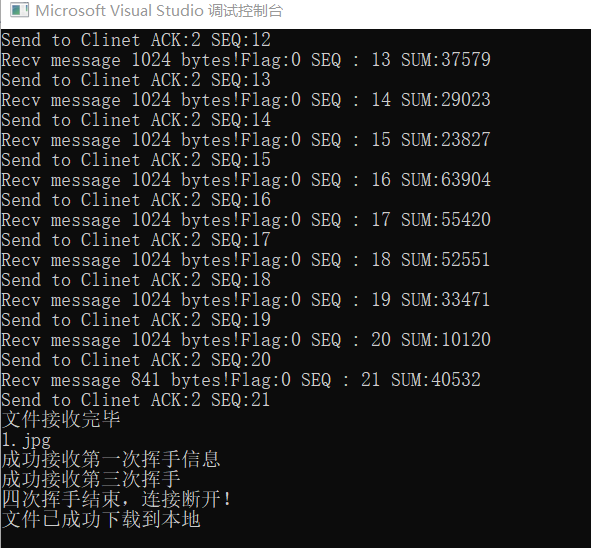 Microsoft Visual Studio 调试控制台
Send to Clinet ACK:2 SEQ:12
Recv message 1024 bytes!Flag:0 SEQ : 13 SUM:37579
Send to Clinet ACK:2 SEQ:13
Recv message 1024 bytes!Flag:0 SEQ : 14 SUM:29023
Send to Clinet ACK:2 SEQ:14
Recv message 1024 bytes!Flag:0 SEQ : 15 SUM:23827
Send to Clinet ACK:2 SEQ:15
Recv message 1024 bytes!Flag:0 SEQ : 16 SUM:63904
Send to Clinet ACK:2 SEQ:16
Recv message 1024 bytes!Flag:0 SEQ : 17 SUM:55420
Send to Clinet ACK:2 SEQ:17
Recv message 1024 bytes!Flag:0 SEQ : 18 SUM:52551
Send to Clinet ACK:2 SEQ:18
Recv message 1024 bytes!Flag:0 SEQ : 19 SUM:33471
Send to Clinet ACK:2 SEQ:19
Recv message 1024 bytes!Flag:0 SEQ : 20 SUM:10120
Send to Clinet ACK:2 SEQ:20
Recv message 841 bytes!Flag:0 SEQ : 21 SUM:40532
Send to Clinet ACK:2 SEQ:21
文件接收完毕
1.jpg
成功接收第一次挥手信息
成功接收第三次挥手
四次挥手结束，连接断开！
文件已成功下载到本地